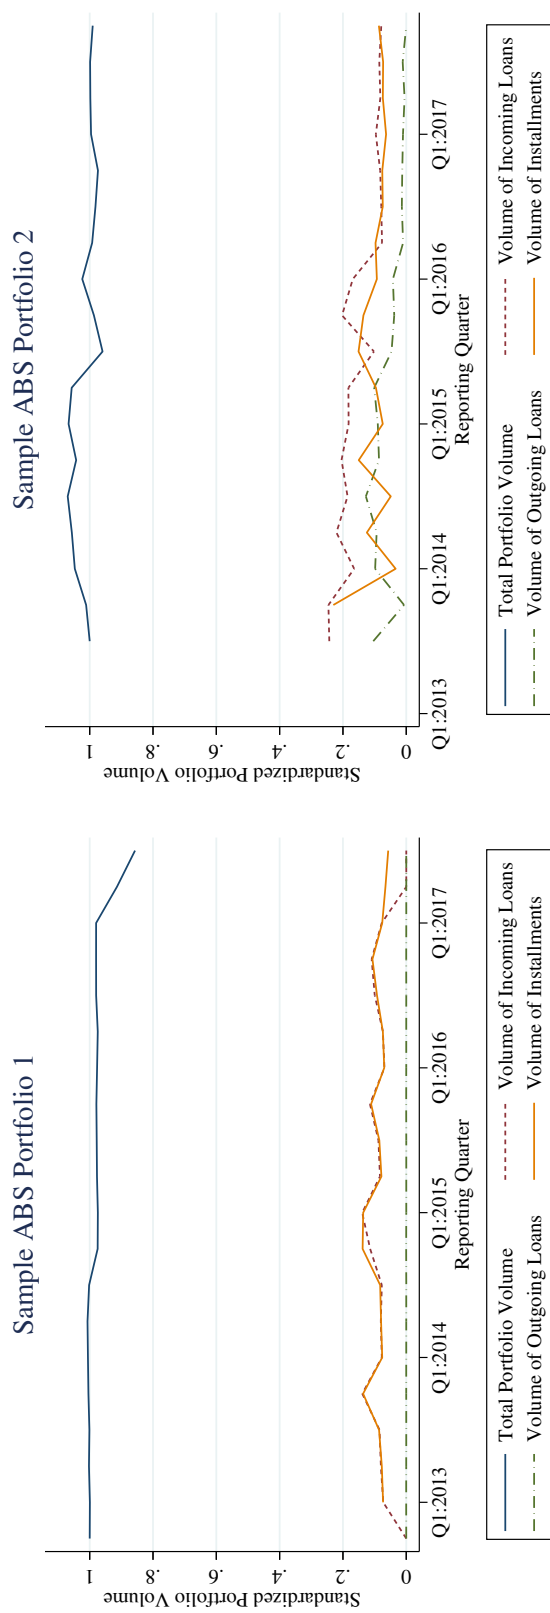 Sample ABS Portfolio 1
Standardized Portfolio Volume
1
.8
.6
.4
.2
0
Q1:2013 Q1:2014 Q1:2015 Q1:2016 Q1:2017
Reporting Quarter
Total Portfolio Volume Volume of Incoming Loans
Volume of Outgoing Loans Volume of Installments
Sample ABS Portfolio 2
Standardized Portfolio Volume
1
.8
.6
.4
.2
0
Q1:2013 Q1:2014 Q1:2015 Q1:2016 Q1:2017
Reporting Quarter
Total Portfolio Volume Volume of Incoming Loans
Volume of Outgoing Loans Volume of Installments